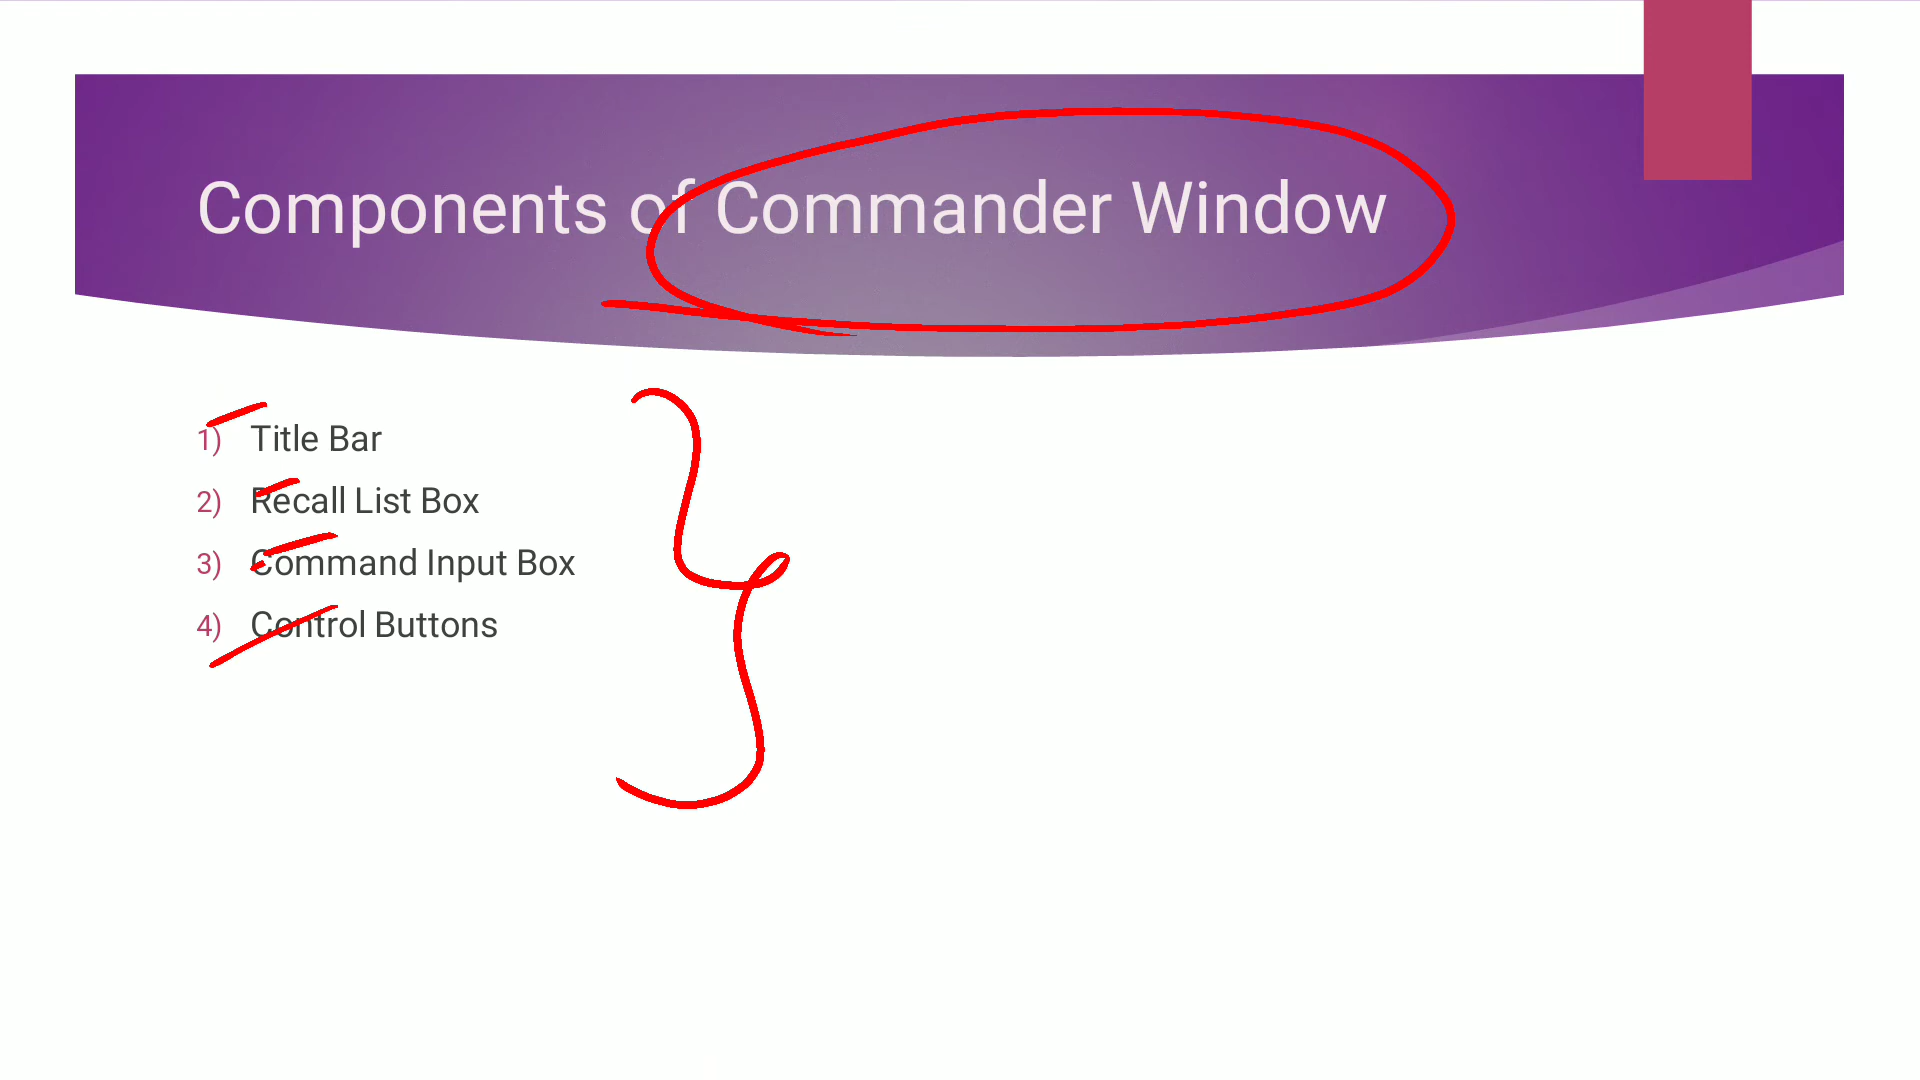 Components of Commander Window
1) Title Bar
2) Recall List Box
3) Command Input Box
4) Control Buttons